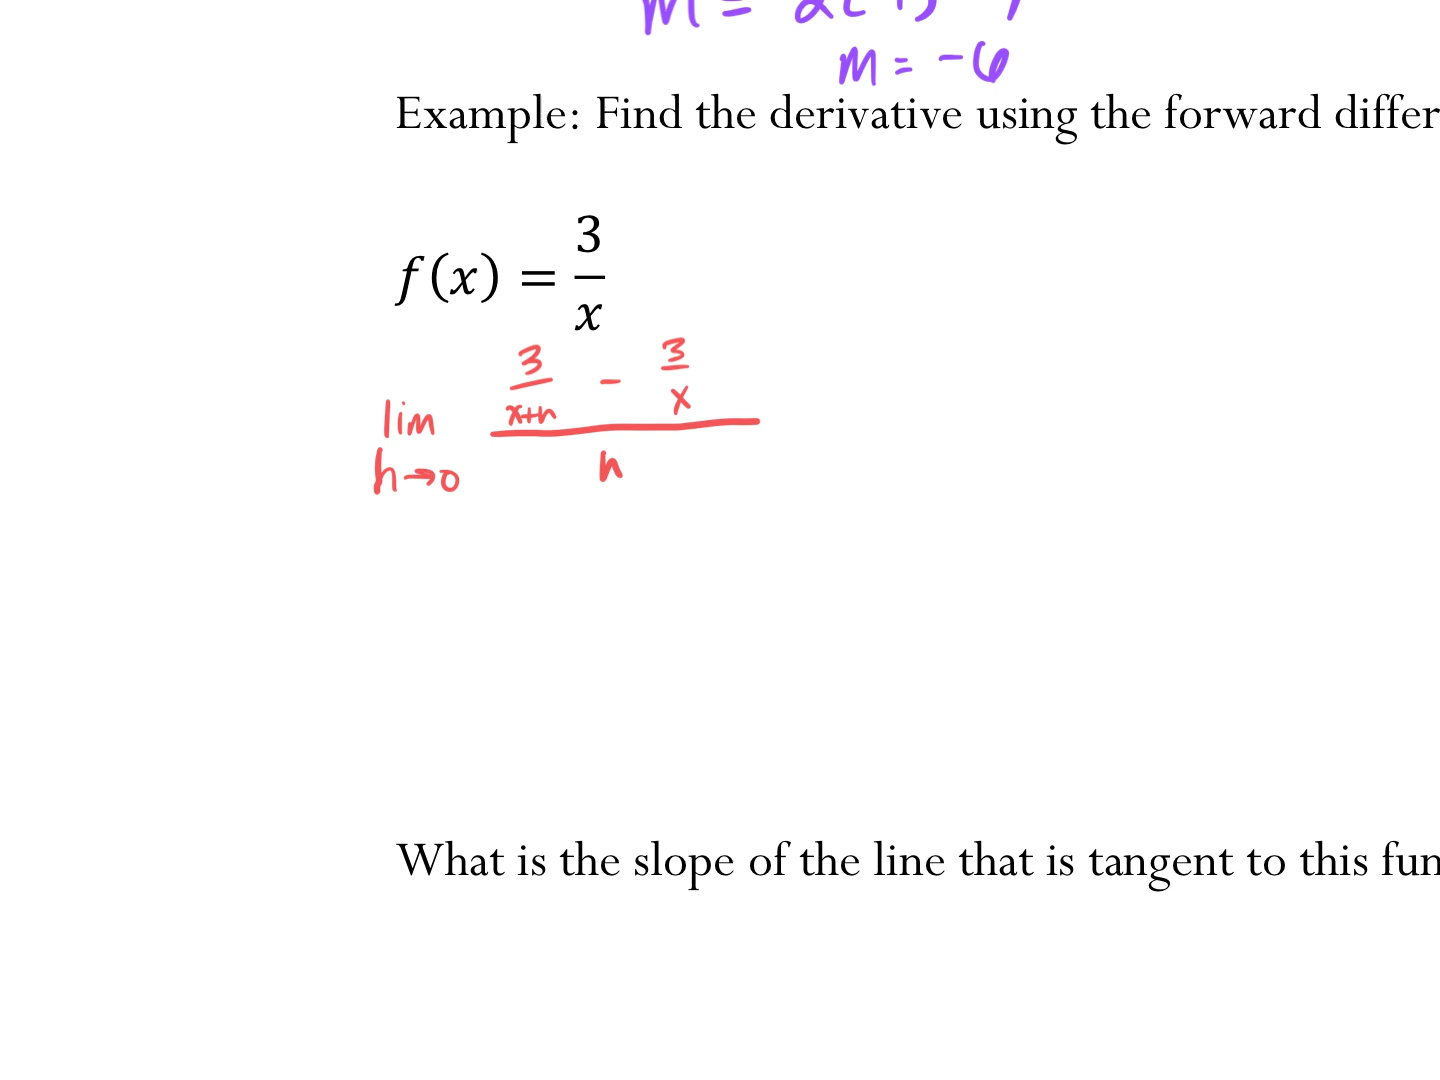 m =
m = -6
Example: Find the derivative using the forward differ
f(x) = 3/x
lim h→0 (3/(x+h) - 3/x)/h
What is the slope of the line that is tangent to this fun